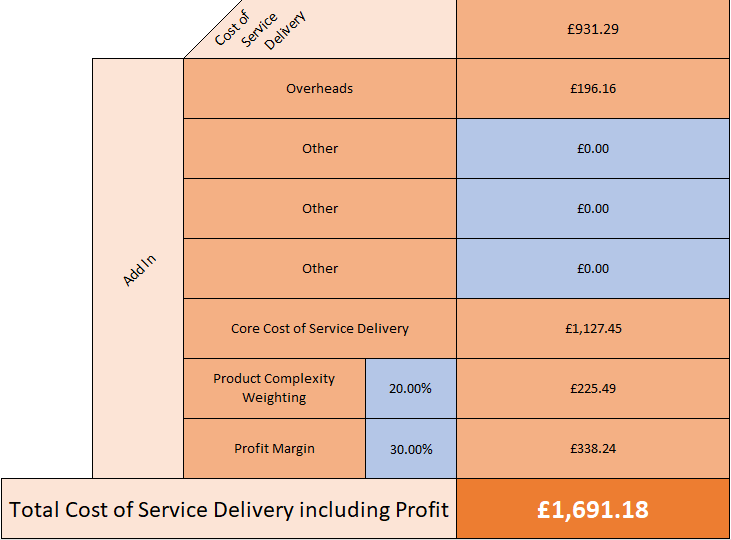 Cost of
Service
Delivery
£931.29
Add In
Overheads
£196.16
Other
£0.00
Other
£0.00
Other
£0.00
Core Cost of Service Delivery
£1,127.45
Product Complexity
Weighting
20.00%
£225.49
Profit Margin
30.00%
£338.24
Total Cost of Service Delivery including Profit
£1,691.18